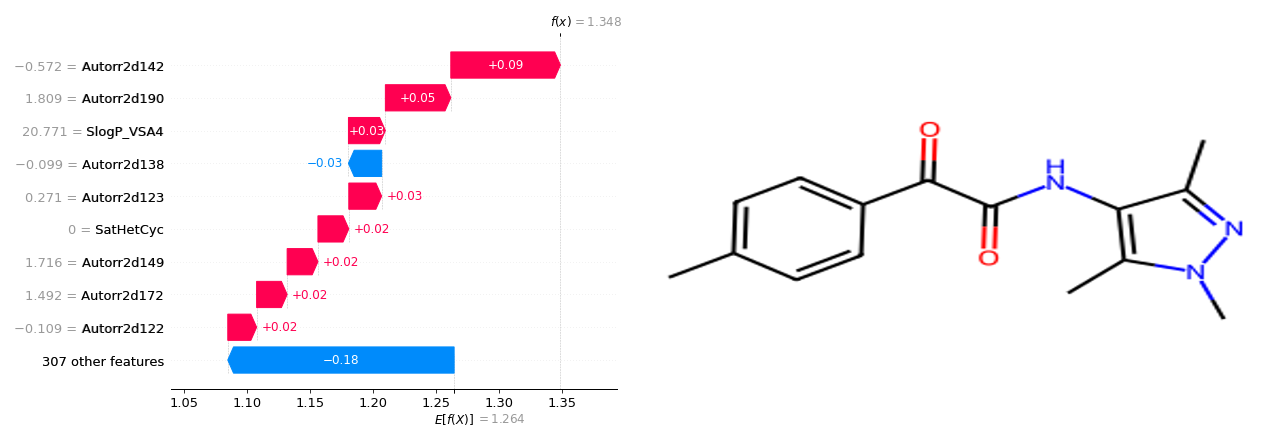 f(x) = 1.348
−0.572 = Autorr2d142
+0.09
1.809 = Autorr2d190
+0.05
20.771 = SlogP_VSA4
+0.03
−0.099 = Autorr2d138
−0.03
0.271 = Autorr2d123
+0.03
0 = SatHetCyc
+0.02
1.716 = Autorr2d149
+0.02
1.492 = Autorr2d172
+0.02
−0.109 = Autorr2d122
+0.02
307 other features
−0.18
1.05 1.10 1.15 1.20 1.25 1.30 1.35
E[f(X)] = 1.264
O
O
H
N
N
N